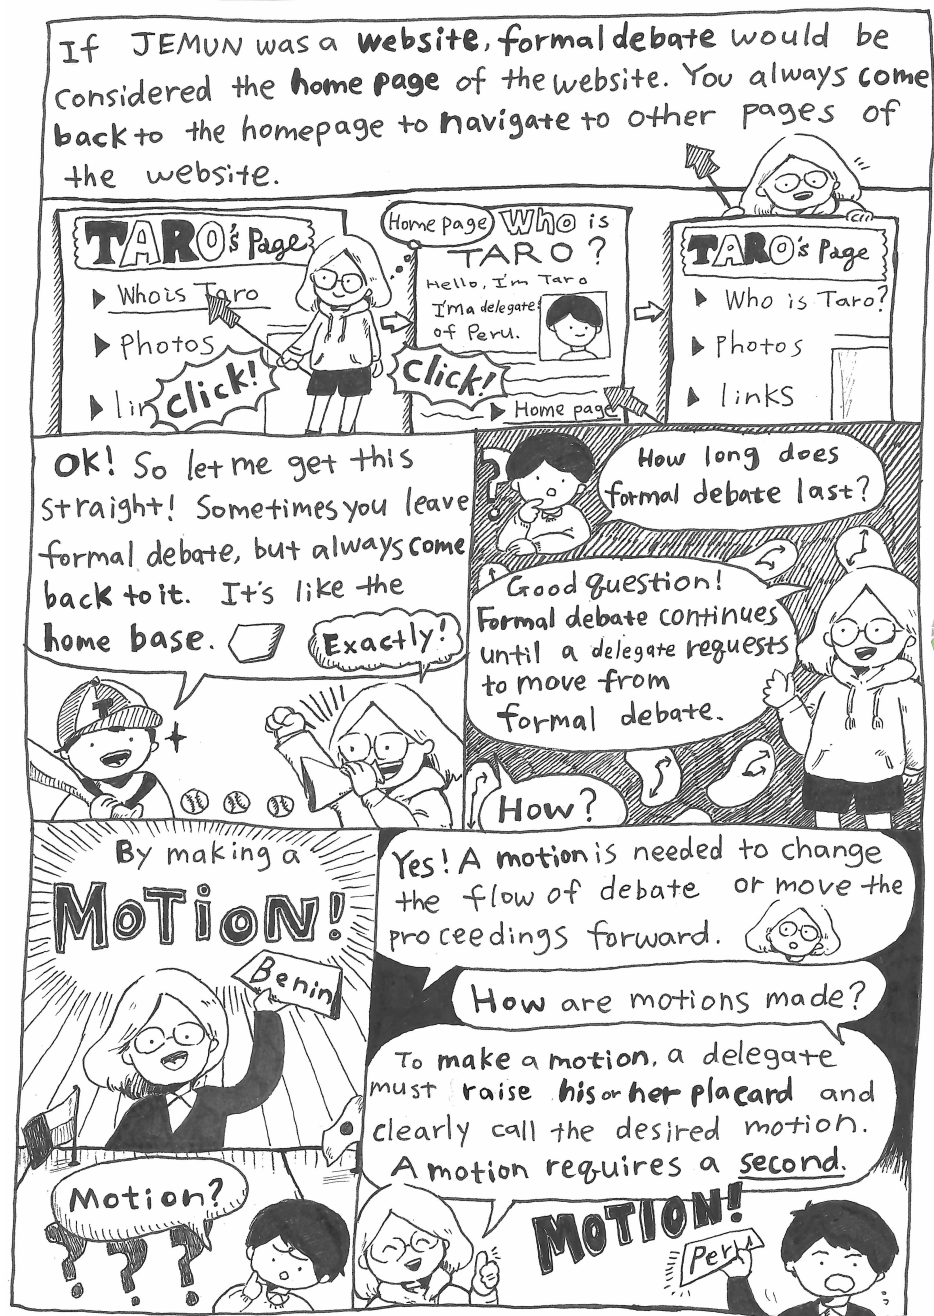 If JEMUN was a website, formal debate would be
considered the home page of the website. You always come
back to the homepage to navigate to other pages of
the website.
TARO's Page
Who is Taro
Photos
lin
click!
Home page
Who is
TARO?
Hello, I'm Taro
I'm a delegate
of Peru.
Home page
click!
TARO's Page
Who is Taro?
Photos
links
OK! So let me get this
straight! Sometimes you leave
formal debate, but always come
back to it. It's like the
home base.
Exactly!
T
?
How long does
formal debate last?
Good question!
Formal debate continues
until a delegate requests
to move from
formal debate.
How?
By making a
MOTION!
Benin
Motion?
? ? ?
Yes! A motion is needed to change
the flow of debate or move the
proceedings forward.
How are motions made?
To make a motion, a delegate
must raise his or her placard and
clearly call the desired motion.
A motion requires a second.
MOTION!
Peru